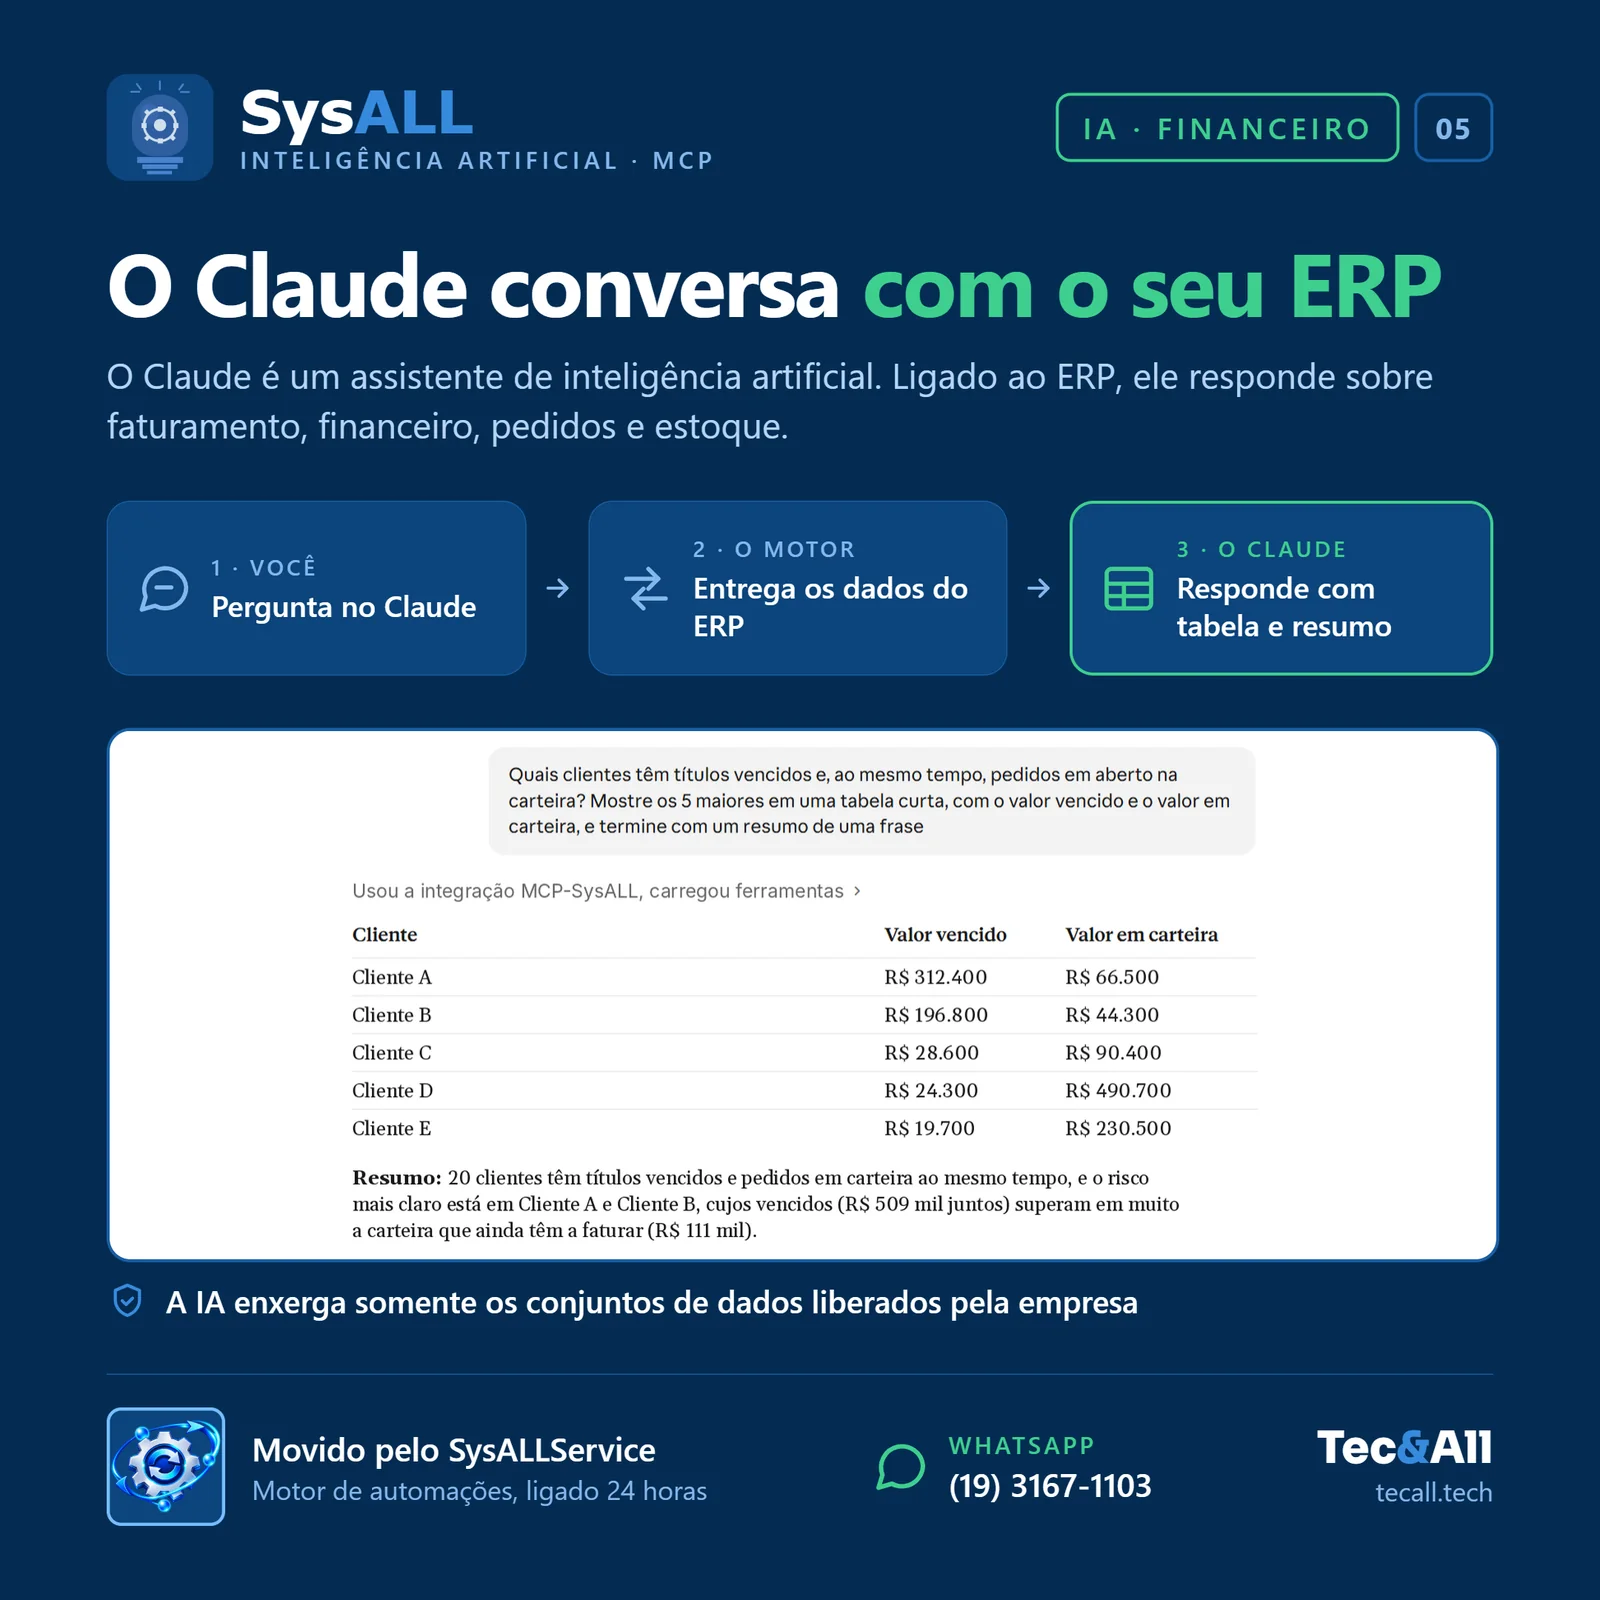 SysALL
INTELIGÊNCIA ARTIFICIAL · MCP
IA · FINANCEIRO
05
O Claude conversa com o seu ERP
O Claude é um assistente de inteligência artificial. Ligado ao ERP, ele responde sobre
faturamento, financeiro, pedidos e estoque.
1 · VOCÊ
Pergunta no Claude
2 · O MOTOR
Entrega os dados do
ERP
3 · O CLAUDE
Responde com
tabela e resumo
Quais clientes têm títulos vencidos e, ao mesmo tempo, pedidos em aberto na
carteira? Mostre os 5 maiores em uma tabela curta, com o valor vencido e o valor em
carteira, e termine com um resumo de uma frase
Usou a integração MCP-SysALL, carregou ferramentas ›
Cliente Valor vencido Valor em carteira
Cliente A R$ 312.400 R$ 66.500
Cliente B R$ 196.800 R$ 44.300
Cliente C R$ 28.600 R$ 90.400
Cliente D R$ 24.300 R$ 490.700
Cliente E R$ 19.700 R$ 230.500
Resumo: 20 clientes têm títulos vencidos e pedidos em carteira ao mesmo tempo, e o risco
mais claro está em Cliente A e Cliente B, cujos vencidos (R$ 509 mil juntos) superam em muito
a carteira que ainda têm a faturar (R$ 111 mil).
A IA enxerga somente os conjuntos de dados liberados pela empresa
Movido pelo SysALLService
Motor de automações, ligado 24 horas
WHATSAPP
(19) 3167-1103
Tec&All
tecall.tech